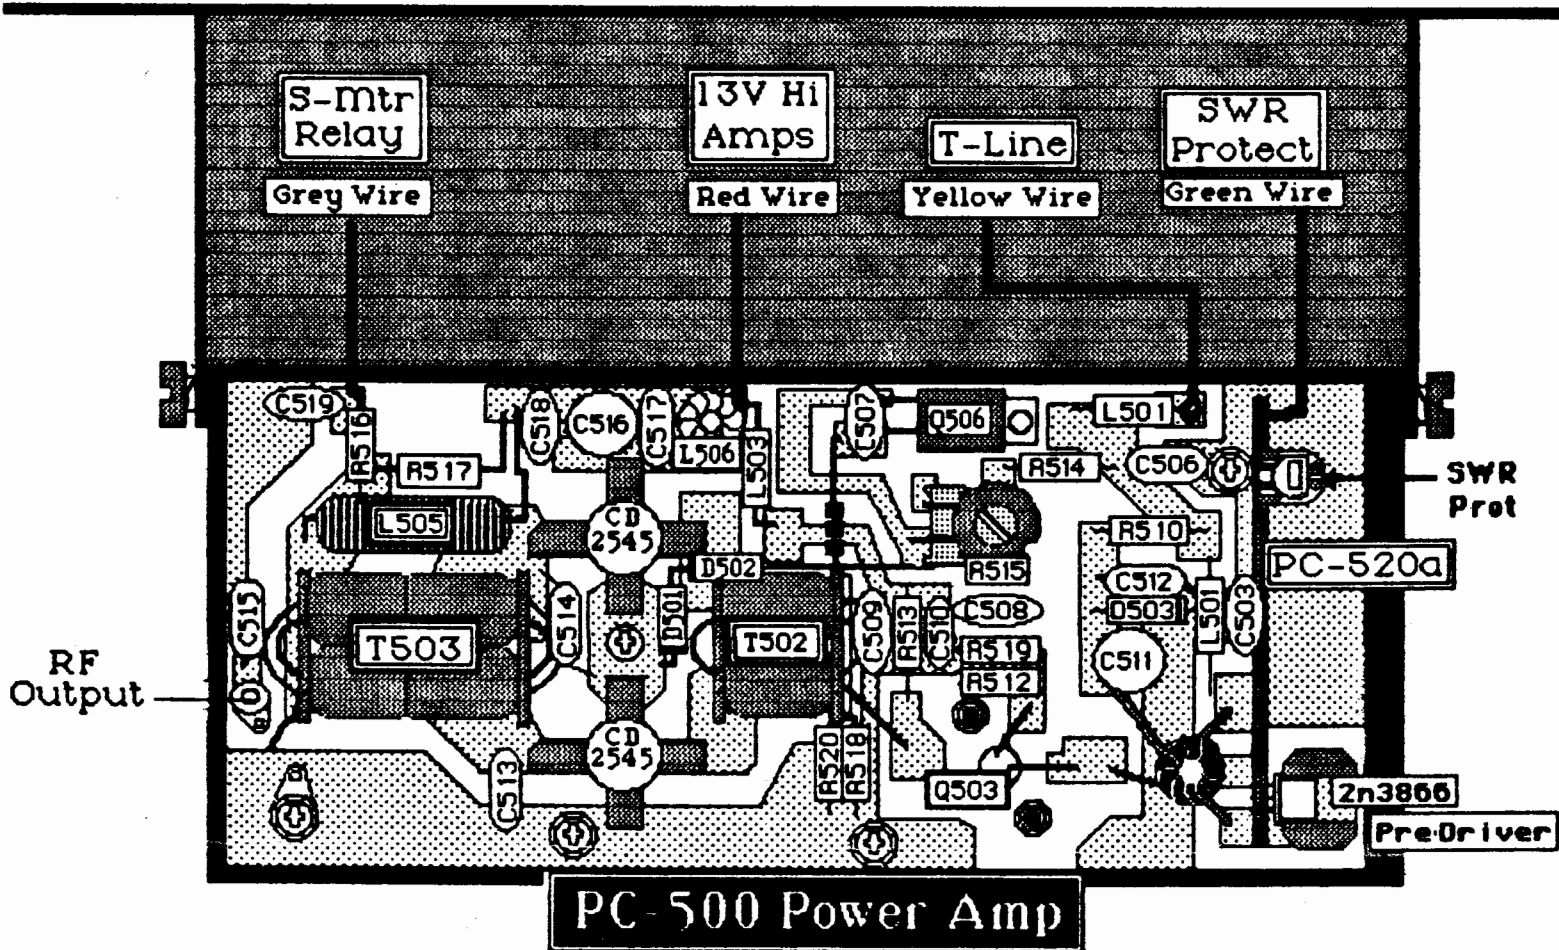 S-Mtr
Relay
13V Hi
Amps
T-Line
SWR
Protect
Grey Wire
Red Wire
Yellow Wire
Green Wire
C519
R516
R517
C518
C516
C517
L506
L503
C507
Q506
L501
R514
C506
SWR
Prot
L505
CD
2545
D502
R515
R510
PC-520a
C512
D503
L501
C503
C515
T503
C514
D501
T502
C509
R513
C510
C508
R519
R512
C511
RF
Output
CD
2545
C513
R520
R518
Q503
2n3866
PreDriver
PC-500 Power Amp